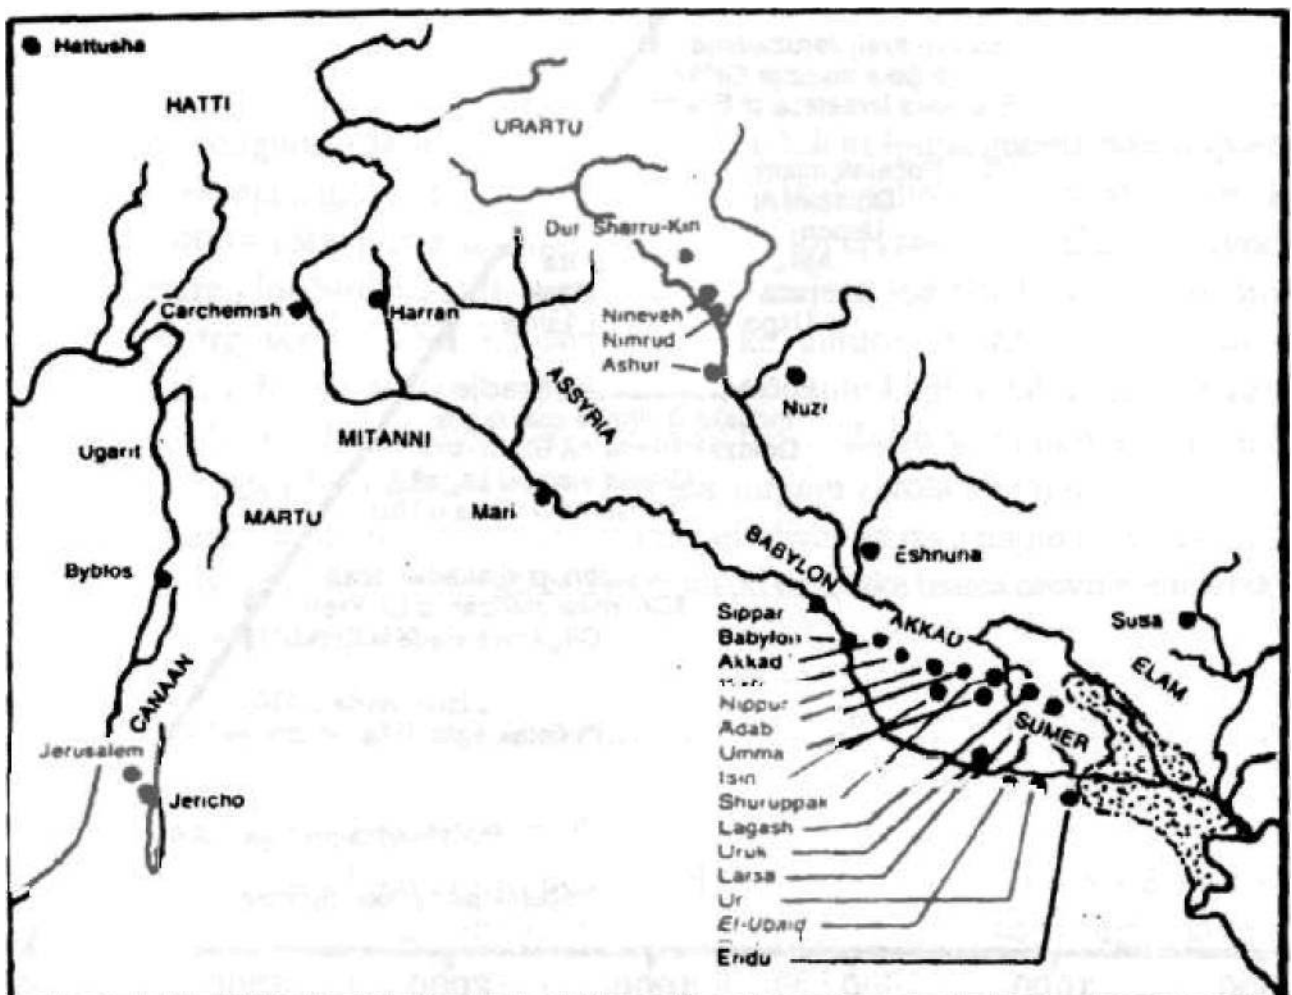 Hattusha
HATTI
URARTU
Dur Sharru-Kin
Carchemish
Harran
Nineveh
Nimrud
Ashur
Nuzi
ASSYRIA
MITANNI
Ugarit
Mari
MARTU
BABYLON
Eshnuna
Byblos
Sippar
AKKAU
Susa
Babylon
Akkad
ELAM
CANAAN
Nippur
Adab
SUMER
Umma
Jerusalem
Isin
Jericho
Shuruppak
Lagash
Uruk
Larsa
Ur
El-Ubaid
Eridu